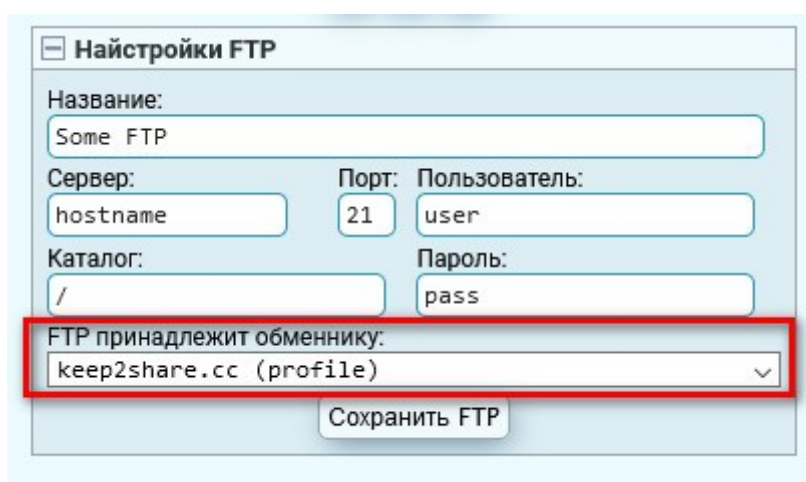 Найстройки FTP
Название:
Some FTP
Сервер: Порт: Пользователь:
hostname 21 user
Каталог: Пароль:
/ pass
FTP принадлежит обменнику:
keep2share.cc (profile)
Сохранить FTP